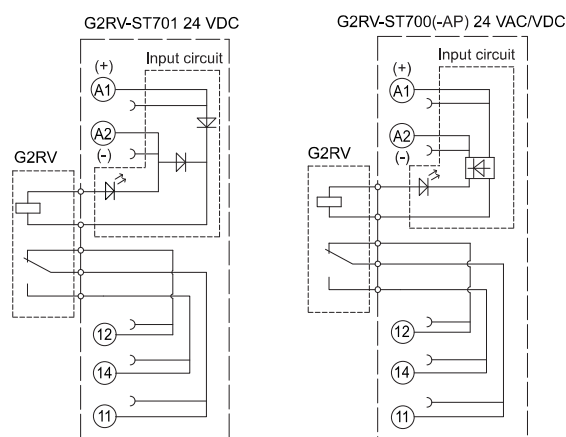 G2RV-ST701 24 VDC
Input circuit
(+)
A1
A2
(-)
G2RV
12
14
11
G2RV-ST700(-AP) 24 VAC/VDC
Input circuit
(+)
A1
A2
(-)
G2RV
12
14
11